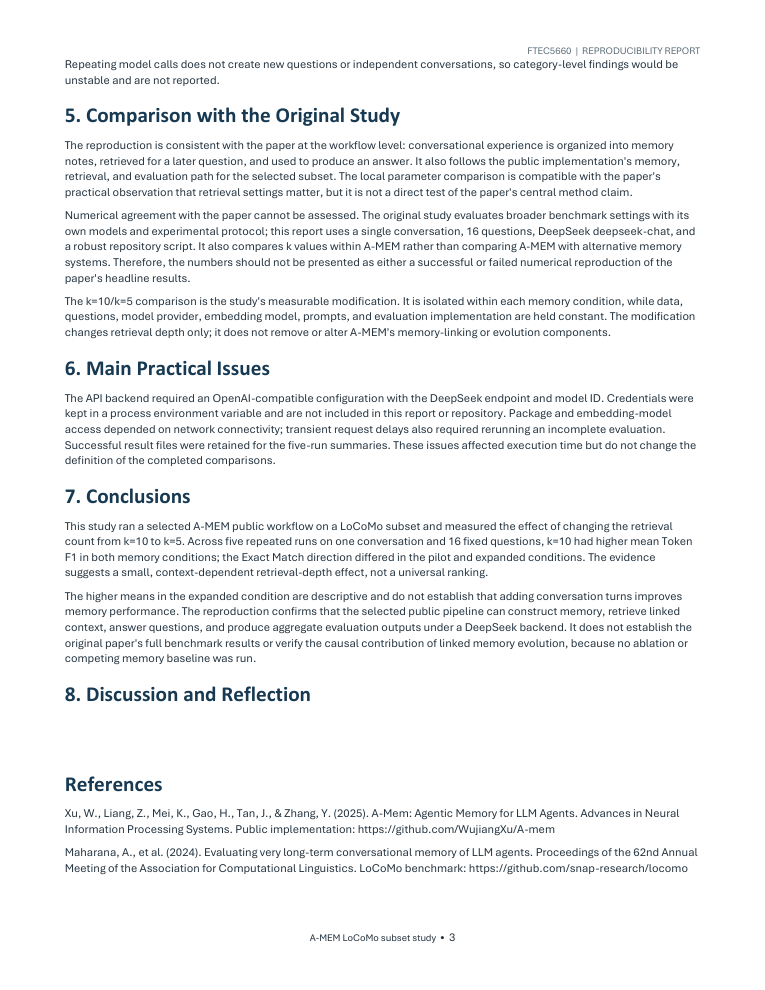 FTEC5660 | REPRODUCIBILITY REPORT
Repeating model calls does not create new questions or independent conversations, so category-level findings would be
unstable and are not reported.
5. Comparison with the Original Study
The reproduction is consistent with the paper at the workflow level: conversational experience is organized into memory
notes, retrieved for a later question, and used to produce an answer. It also follows the public implementation's memory,
retrieval, and evaluation path for the selected subset. The local parameter comparison is compatible with the paper's
practical observation that retrieval settings matter, but it is not a direct test of the paper's central method claim.
Numerical agreement with the paper cannot be assessed. The original study evaluates broader benchmark settings with its
own models and experimental protocol; this report uses a single conversation, 16 questions, DeepSeek deepseek-chat, and
a robust repository script. It also compares k values within A-MEM rather than comparing A-MEM with alternative memory
systems. Therefore, the numbers should not be presented as either a successful or failed numerical reproduction of the
paper's headline results.
The k=10/k=5 comparison is the study's measurable modification. It is isolated within each memory condition, while data,
questions, model provider, embedding model, prompts, and evaluation implementation are held constant. The modification
changes retrieval depth only; it does not remove or alter A-MEM's memory-linking or evolution components.
6. Main Practical Issues
The API backend required an OpenAI-compatible configuration with the DeepSeek endpoint and model ID. Credentials were
kept in a process environment variable and are not included in this report or repository. Package and embedding-model
access depended on network connectivity; transient request delays also required rerunning an incomplete evaluation.
Successful result files were retained for the five-run summaries. These issues affected execution time but do not change the
definition of the completed comparisons.
7. Conclusions
This study ran a selected A-MEM public workflow on a LoCoMo subset and measured the effect of changing the retrieval
count from k=10 to k=5. Across five repeated runs on one conversation and 16 fixed questions, k=10 had higher mean Token
F1 in both memory conditions; the Exact Match direction differed in the pilot and expanded conditions. The evidence
suggests a small, context-dependent retrieval-depth effect, not a universal ranking.
The higher means in the expanded condition are descriptive and do not establish that adding conversation turns improves
memory performance. The reproduction confirms that the selected public pipeline can construct memory, retrieve linked
context, answer questions, and produce aggregate evaluation outputs under a DeepSeek backend. It does not establish the
original paper's full benchmark results or verify the causal contribution of linked memory evolution, because no ablation or
competing memory baseline was run.
8. Discussion and Reflection
References
Xu, W., Liang, Z., Mei, K., Gao, H., Tan, J., & Zhang, Y. (2025). A-Mem: Agentic Memory for LLM Agents. Advances in Neural
Information Processing Systems. Public implementation: https://github.com/WujiangXu/A-mem
Maharana, A., et al. (2024). Evaluating very long-term conversational memory of LLM agents. Proceedings of the 62nd Annual
Meeting of the Association for Computational Linguistics. LoCoMo benchmark: https://github.com/snap-research/locomo
A-MEM LoCoMo subset study • 3